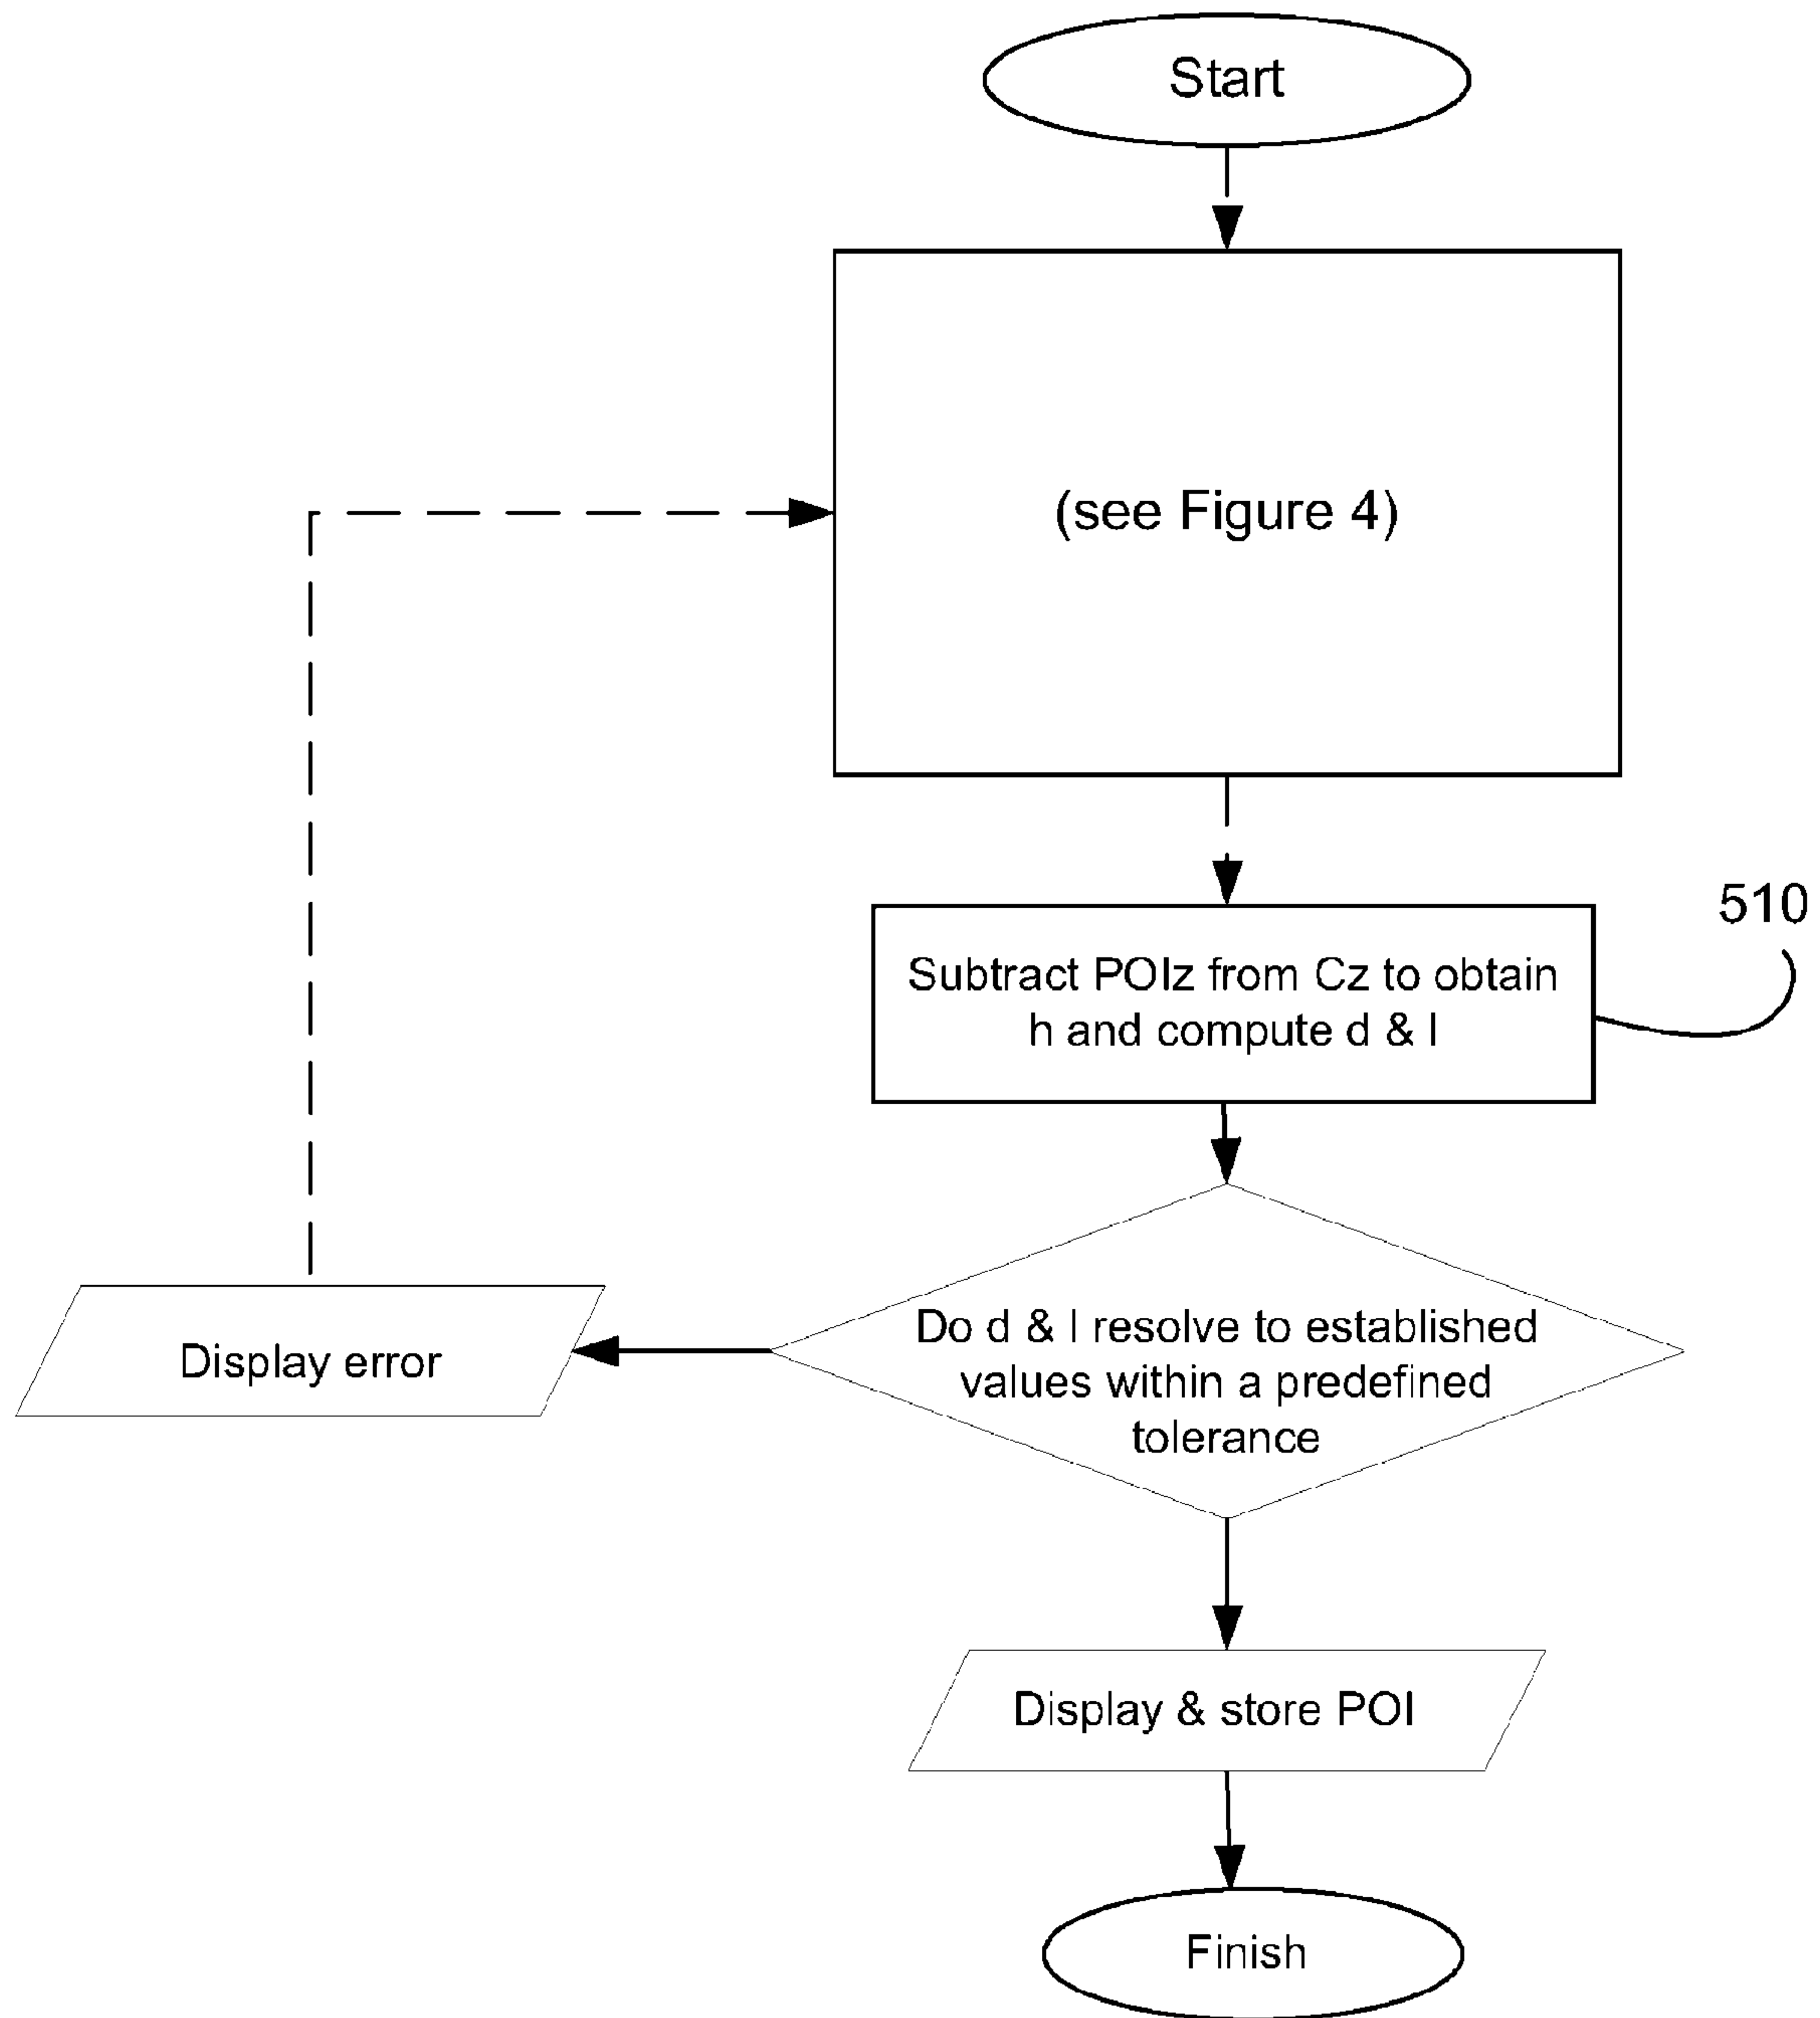 Start
(see Figure 4)
510
Subtract POIz from Cz to obtain
h and compute d & l
Do d & l resolve to established
values within a predefined
tolerance
Display error
Display & store POI
Finish